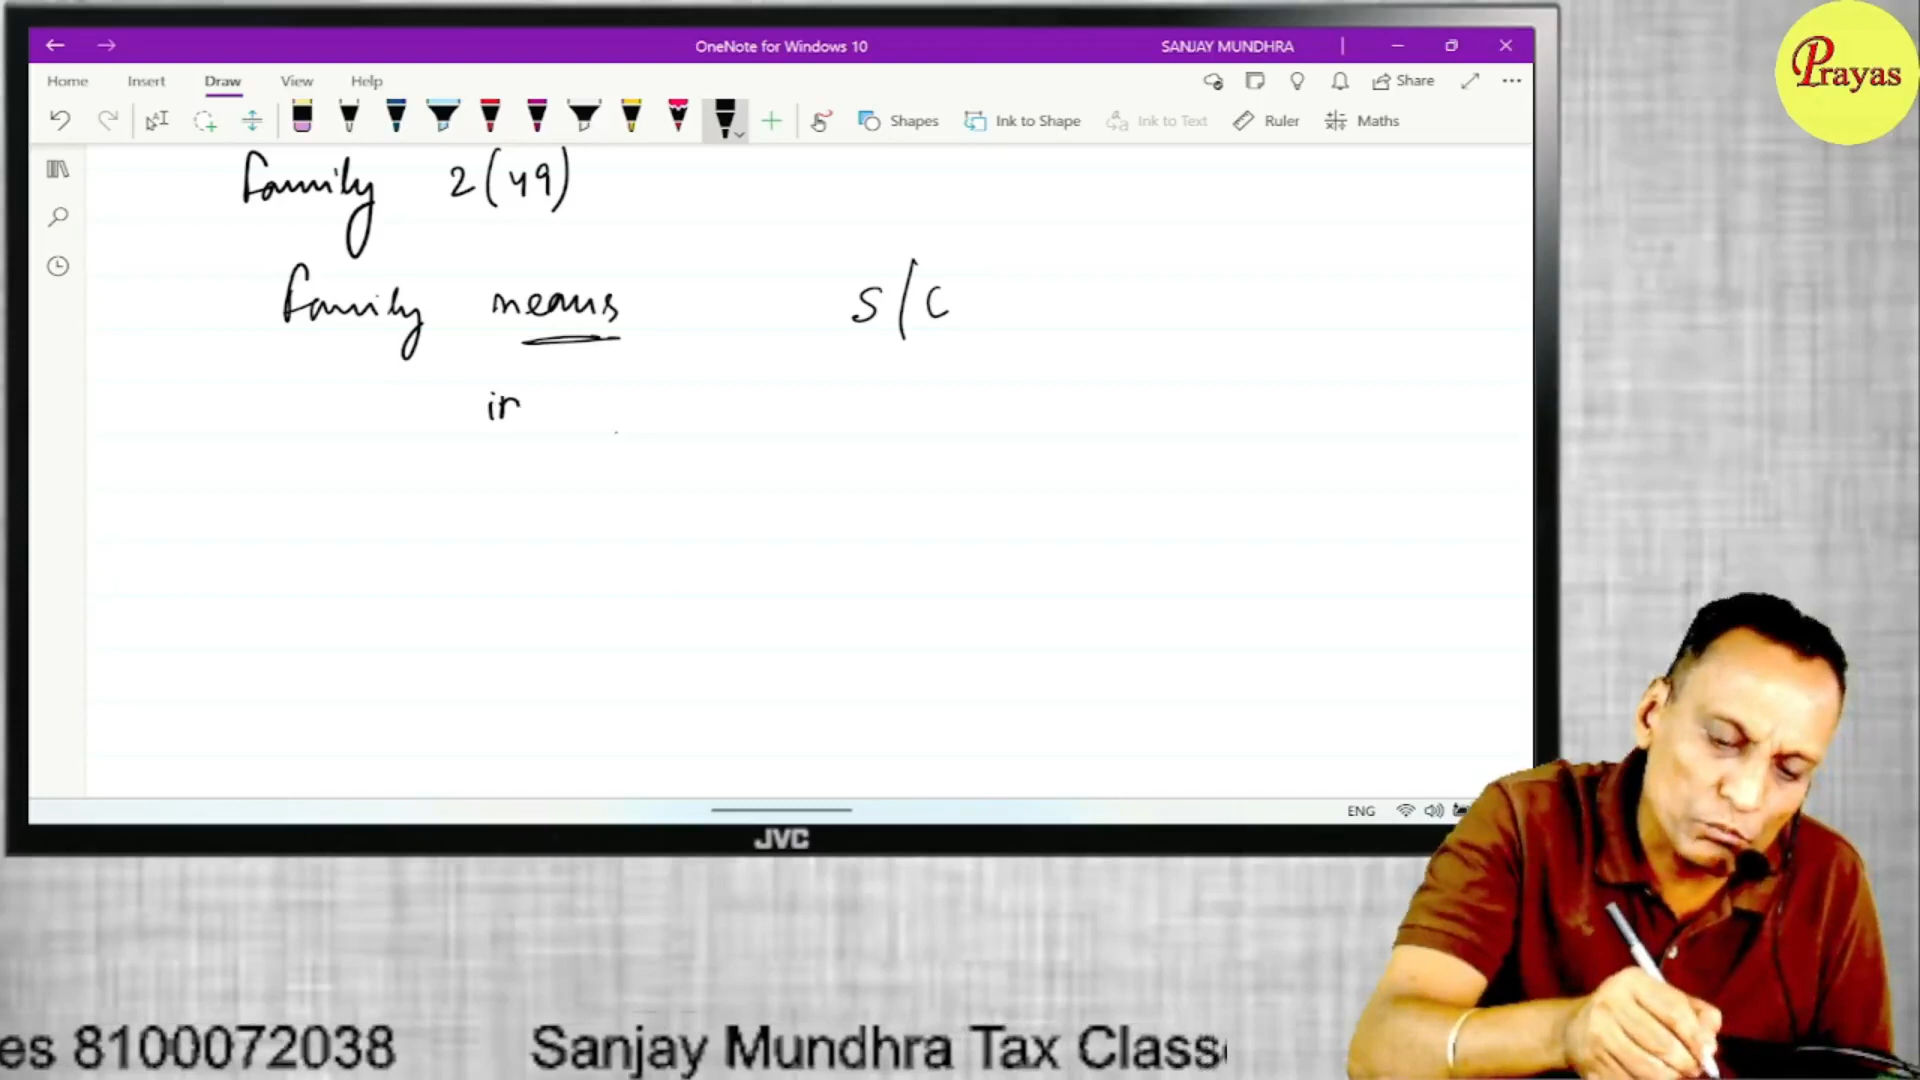 OneNote for Windows 10
SANJAY MUNDHRA
Home Insert Draw View Help
Share
Shapes Ink to Shape Ink to Text Ruler Maths
Prayas
Family 2(49)
Family means S/C
in
ENG
JVC
es 8100072038 Sanjay Mundhra Tax Class